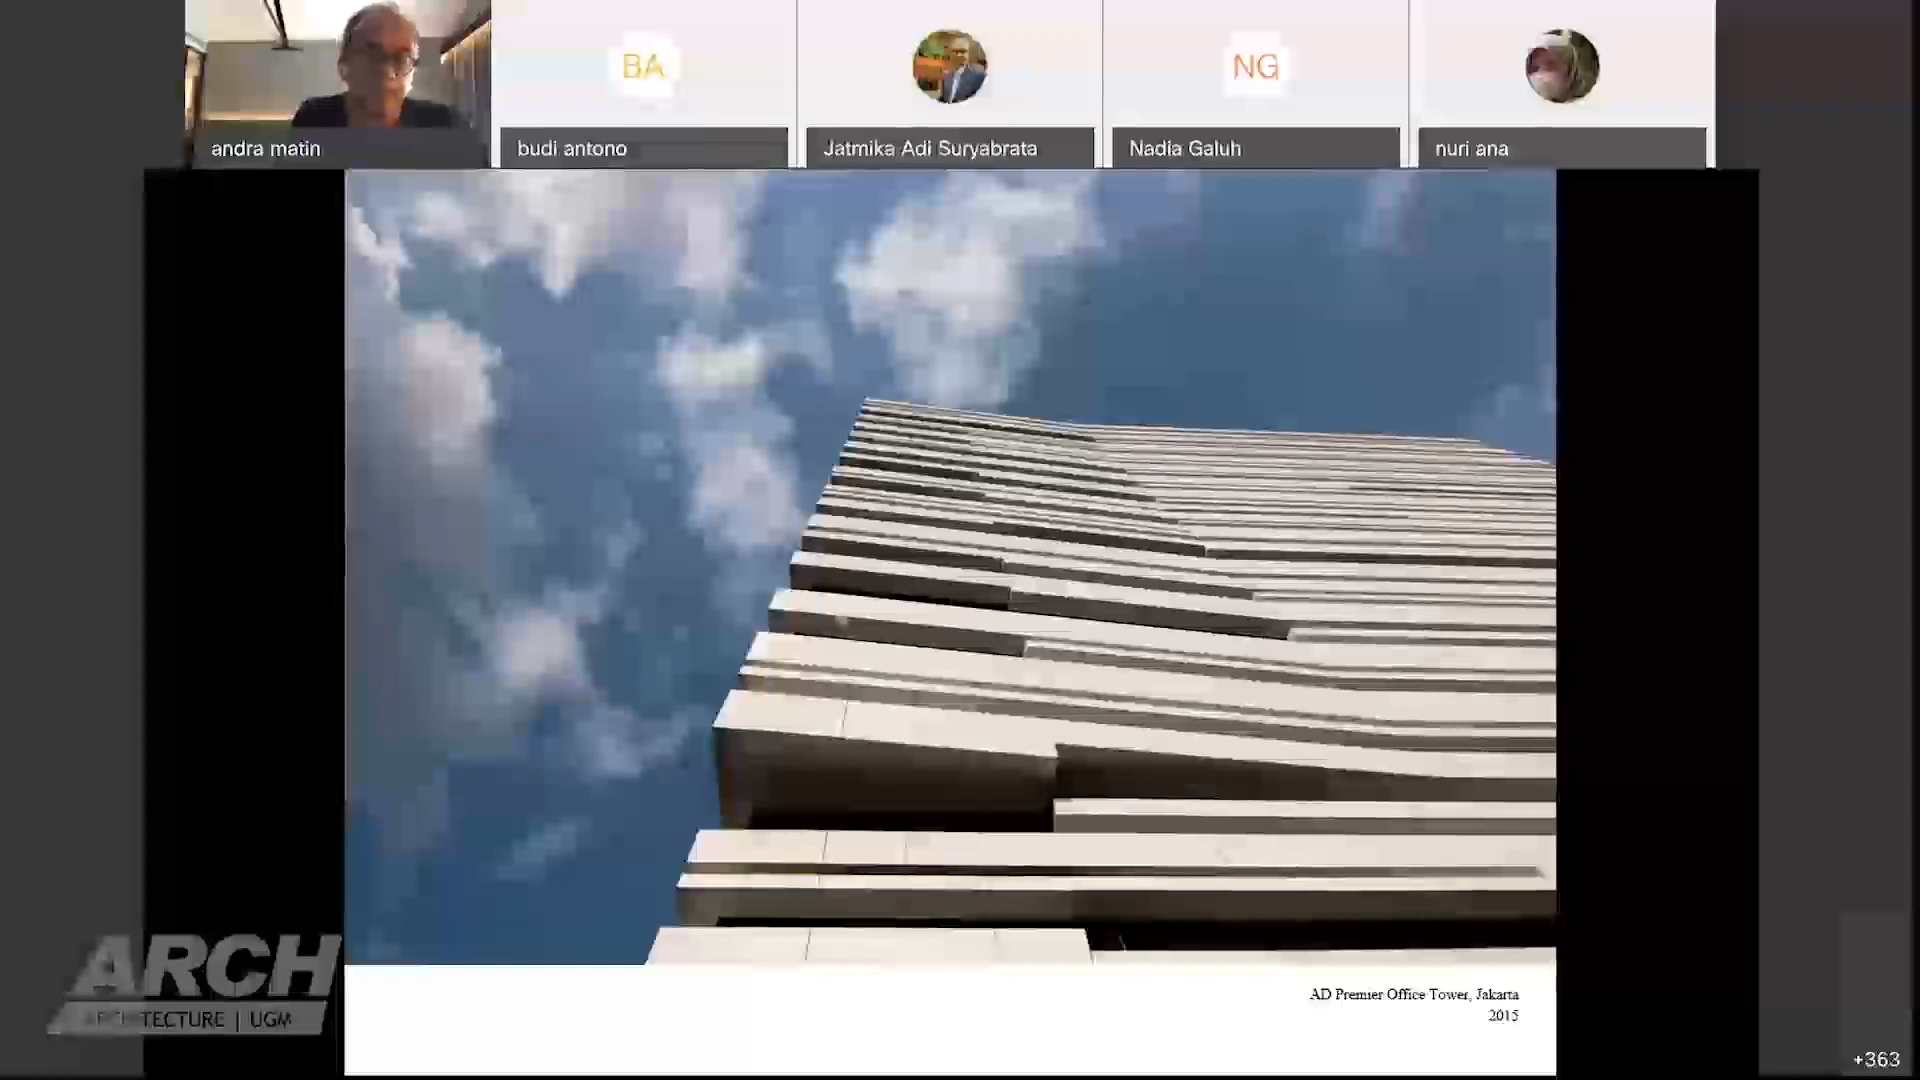 BA
NG
andra matin
budi antono
Jatmika Adi Suryabrata
Nadia Galuh
nuri ana
AD Premier Office Tower, Jakarta
2015
ARCH
ARCHITECTURE | UGM
+363